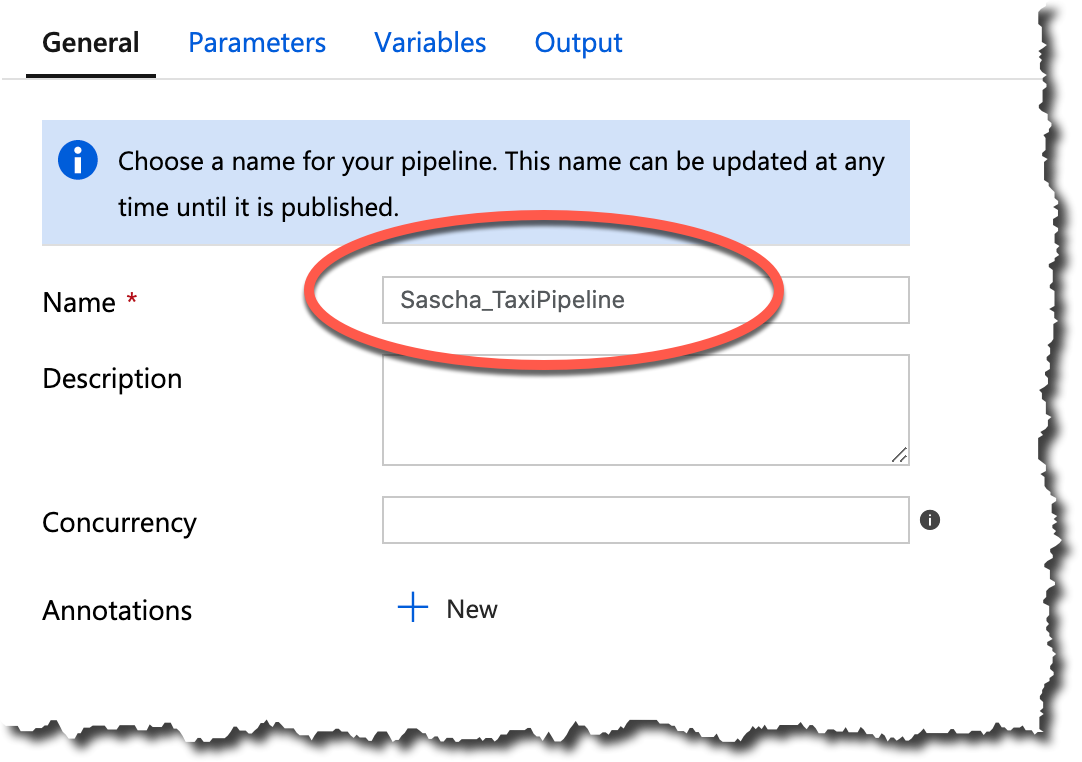 General Parameters Variables Output
Choose a name for your pipeline. This name can be updated at any
time until it is published.
Name * Sascha_TaxiPipeline
Description
Concurrency
Annotations New